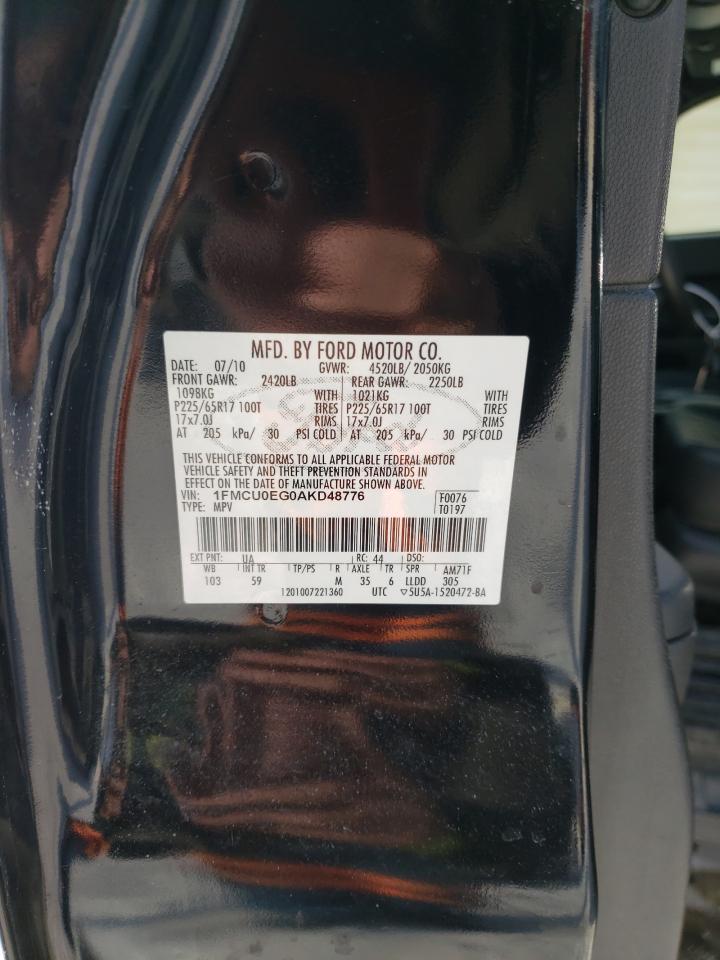 MFD. BY FORD MOTOR CO.
DATE: 07/10 GVWR: 4520LB/ 2050KG
FRONT GAWR: 2420LB REAR GAWR: 2250LB
1098KG WITH 1021KG WITH
P225/65R17 100T TIRES P225/65R17 100T TIRES
17x7.0J RIMS 17x7.0J RIMS
AT 205 kPa/ 30 PSI COLD AT 205 kPa/ 30 PSI COLD
THIS VEHICLE CONFORMS TO ALL APPLICABLE FEDERAL MOTOR
VEHICLE SAFETY AND THEFT PREVENTION STANDARDS IN
EFFECT ON THE DATE OF MANUFACTURE SHOWN ABOVE.
VIN: 1FMCU0EG0AKD48776 F0076
TYPE: MPV T0197
EXT PNT: UA RC: 44 DSO:
WB INT TR TP/PS R AXLE TR SPR AM71F
103 59 M 35 6 LLDD 305
1201007221360 UTC ▽5U5A-1520472-BA